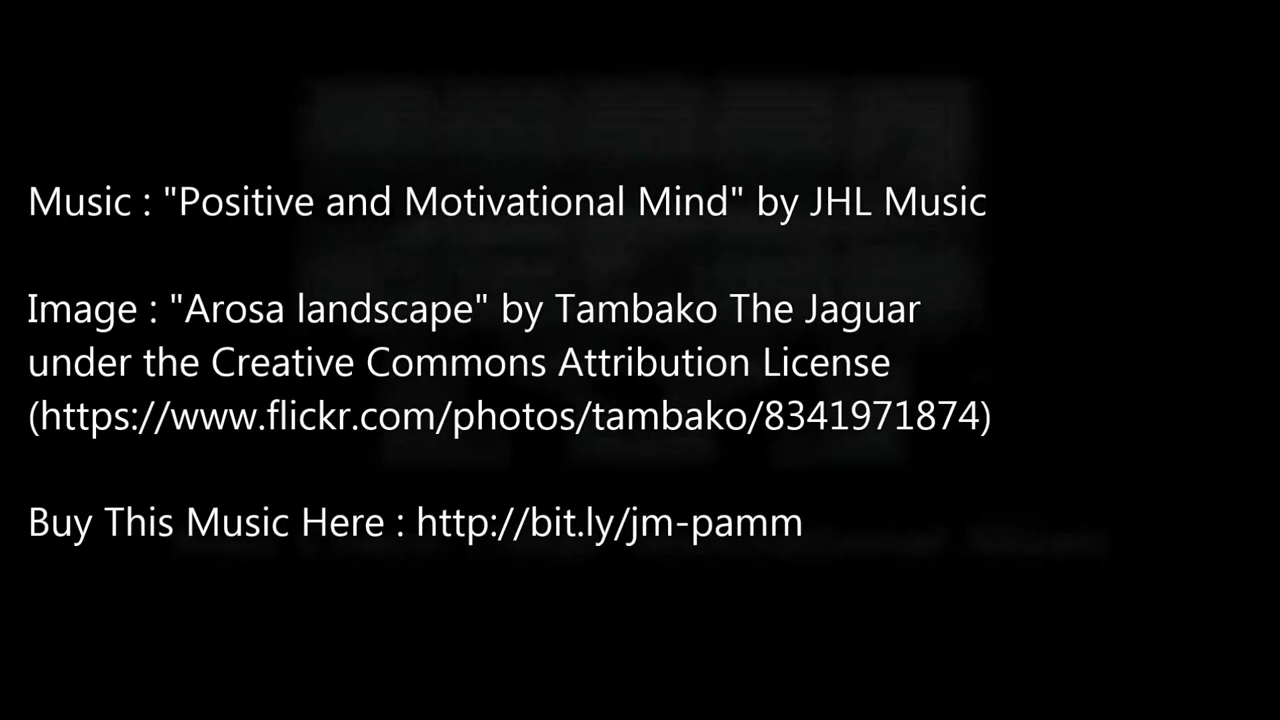 Music : "Positive and Motivational Mind" by JHL Music
Image : "Arosa landscape" by Tambako The Jaguar
under the Creative Commons Attribution License
(https://www.flickr.com/photos/tambako/8341971874)
Buy This Music Here : http://bit.ly/jm-pamm